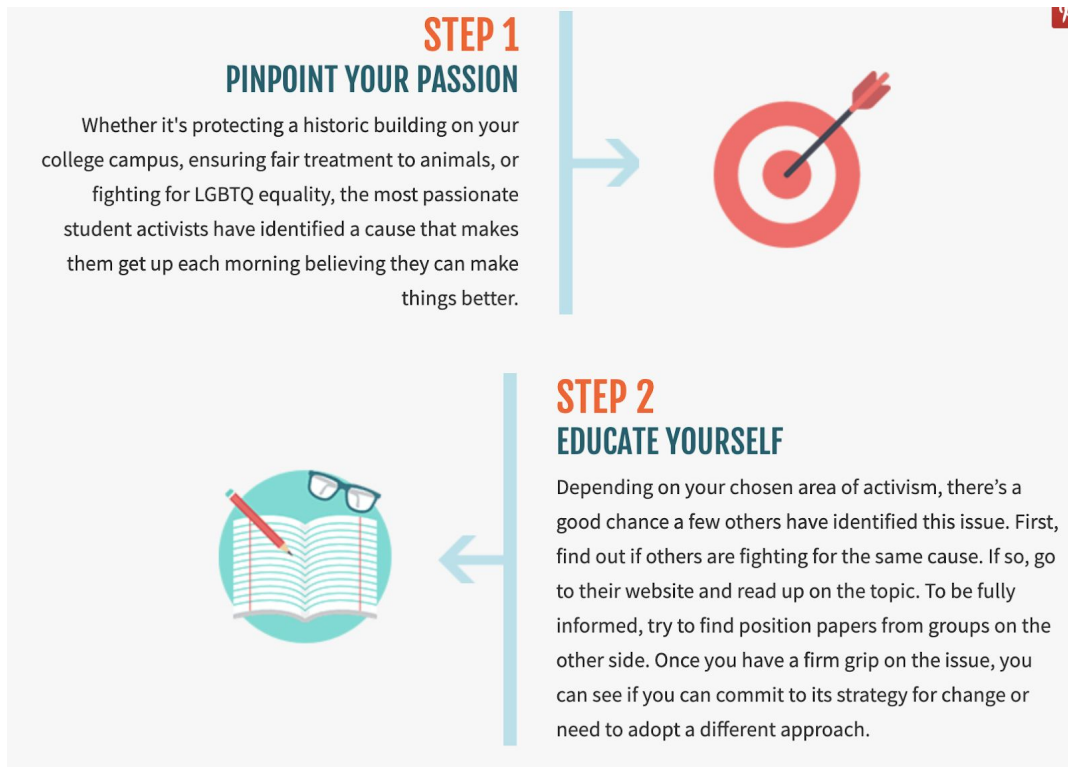 STEP 1
PINPOINT YOUR PASSION
Whether it's protecting a historic building on your
college campus, ensuring fair treatment to animals, or
fighting for LGBTQ equality, the most passionate
student activists have identified a cause that makes
them get up each morning believing they can make
things better.
STEP 2
EDUCATE YOURSELF
Depending on your chosen area of activism, there’s a
good chance a few others have identified this issue. First,
find out if others are fighting for the same cause. If so, go
to their website and read up on the topic. To be fully
informed, try to find position papers from groups on the
other side. Once you have a firm grip on the issue, you
can see if you can commit to its strategy for change or
need to adopt a different approach.